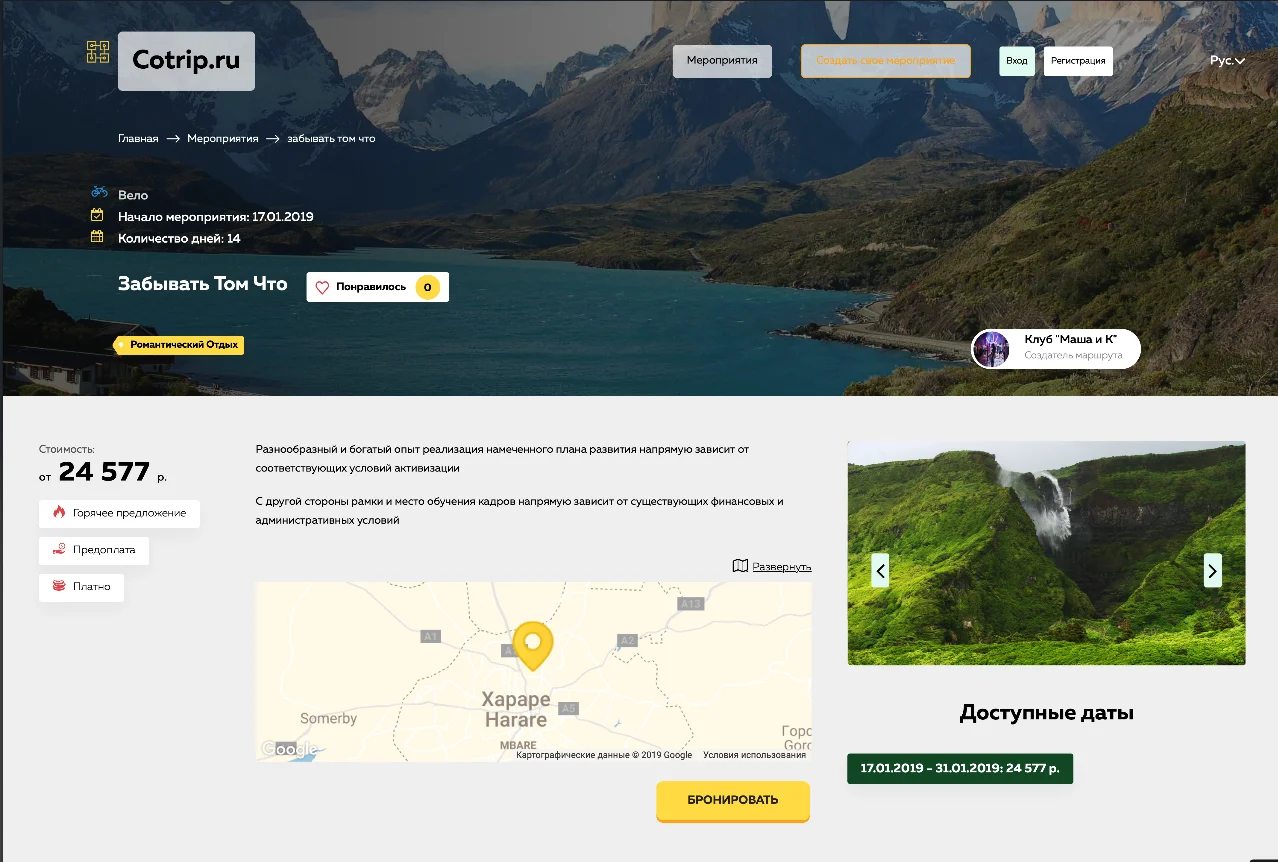 Cotrip.ru
Мероприятия
Создать свое мероприятие
Вход
Регистрация
Рус.
Главная
Мероприятия
забывать том что
Вело
Начало мероприятия: 17.01.2019
Количество дней: 14
Забывать Том Что
Понравилось
0
Романтический Отдых
Клуб "Маша и К"
Создатель маршрута
Стоимость:
от 24 577 р.
Горячее предложение
Предоплата
Платно
Разнообразный и богатый опыт реализация намеченного плана развития напрямую зависит от
соответствующих условий активизации
С другой стороны рамки и место обучения кадров напрямую зависит от существующих финансовых и
административных условий
Развернуть
A13
A1
A2
Хараре
Harare
A5
Somerby
MBARE
Google
Картографические данные © 2019 Google
Условия использования
БРОНИРОВАТЬ
Доступные даты
17.01.2019 - 31.01.2019: 24 577 р.